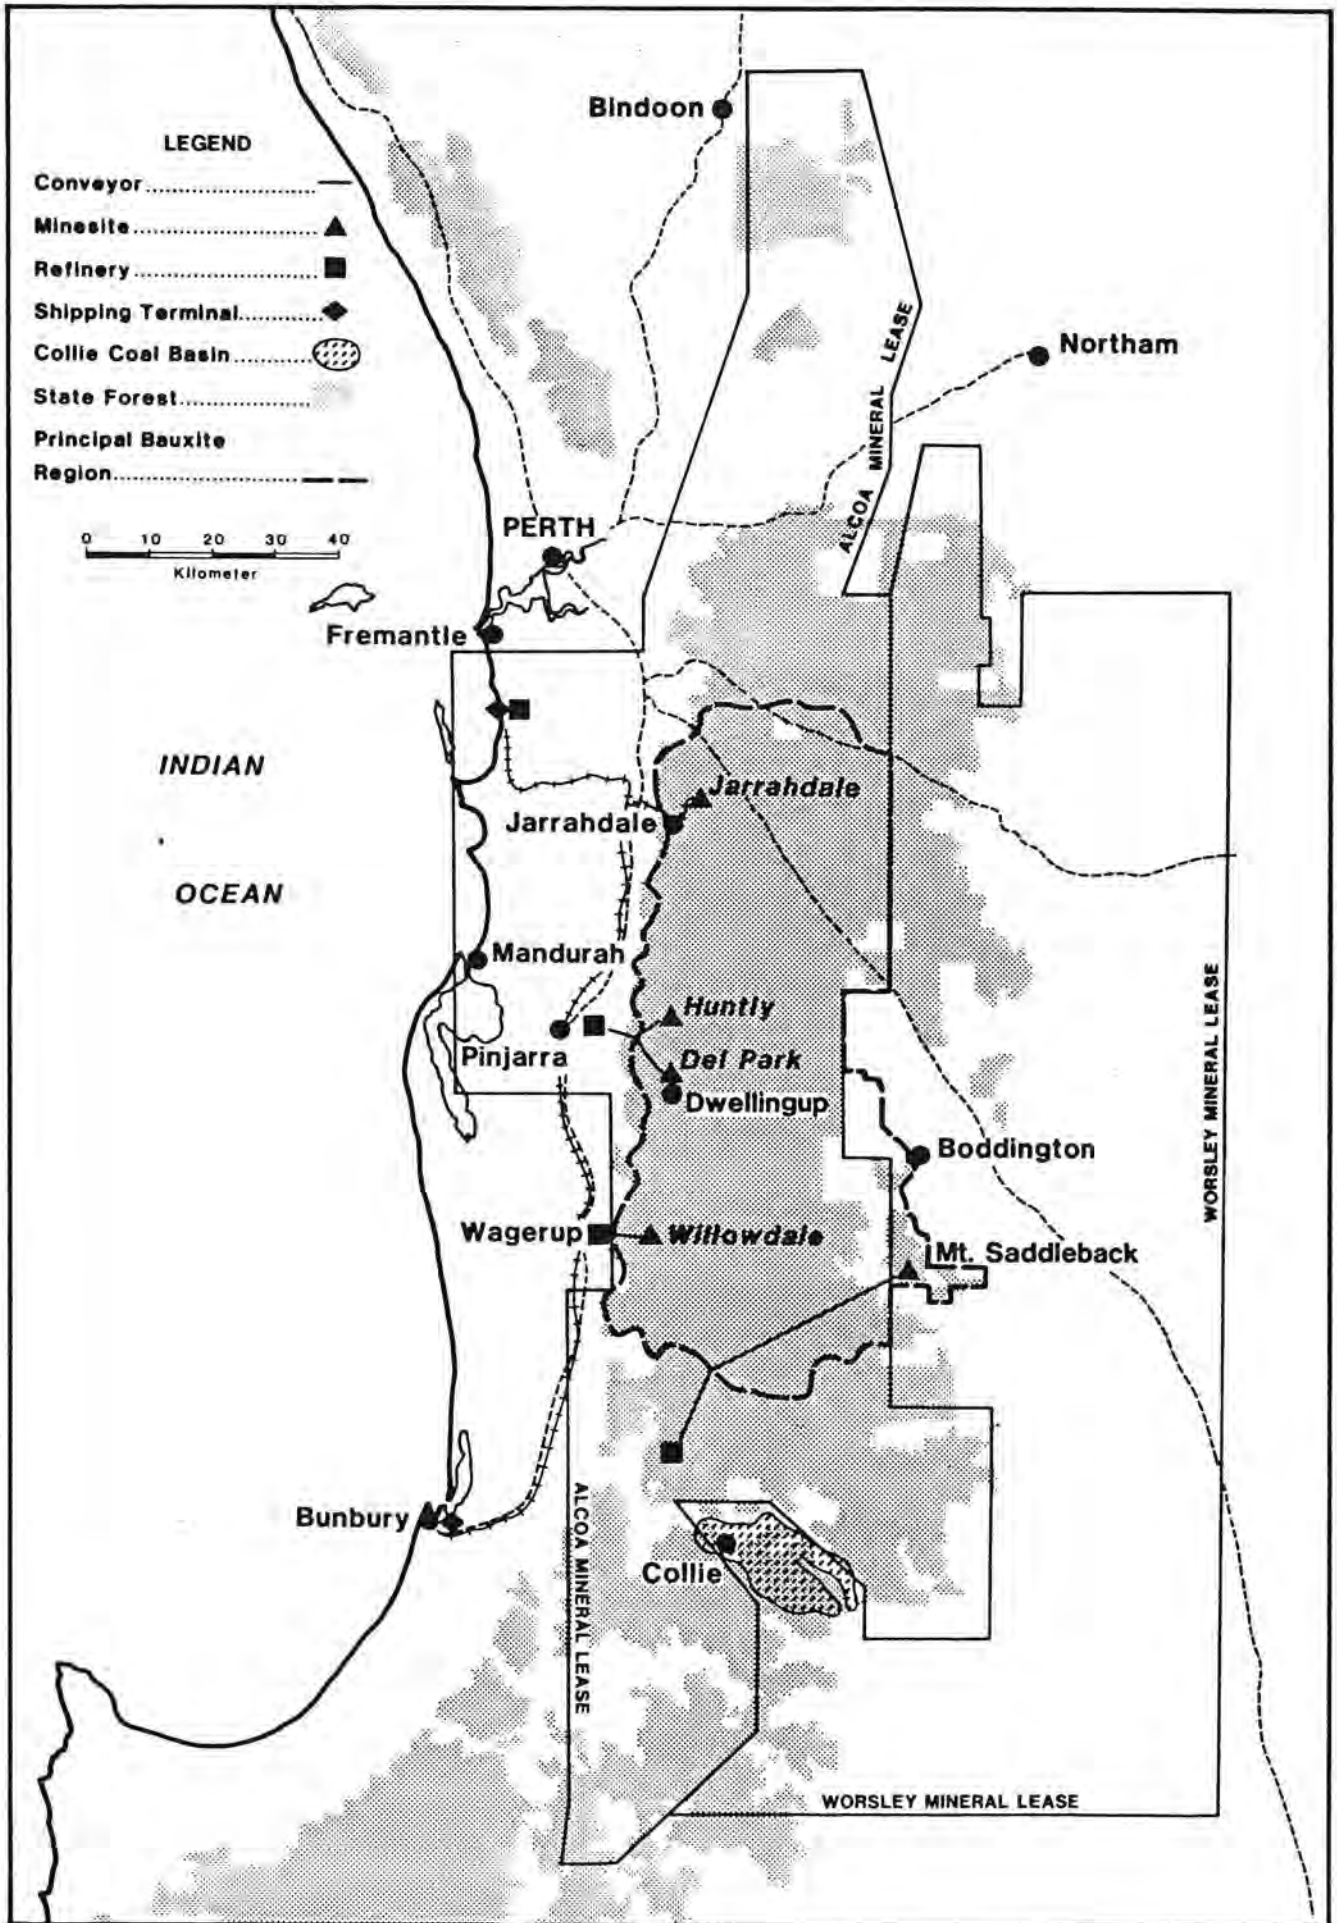 Bindoon
LEGEND
Conveyor
Minesite
Refinery
Shipping Terminal
Collie Coal Basin
State Forest
Principal Bauxite
Region
0 10 20 30 40
Kilometer
Northam
ALCOA MINERAL LEASE
PERTH
Fremantle
INDIAN
OCEAN
Jarrahdale
Jarrahdale
Mandurah
Huntly
Pinjarra
Del Park
Dwellingup
Boddington
WORSLEY MINERAL LEASE
Wagerup
Willowdale
Mt. Saddleback
Bunbury
ALCOA MINERAL LEASE
Collie
WORSLEY MINERAL LEASE